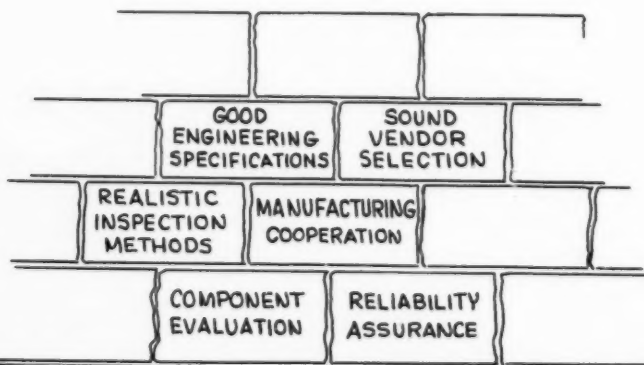 GOOD
ENGINEERING
SPECIFICATIONS
SOUND
VENDOR
SELECTION
REALISTIC
INSPECTION
METHODS
MANUFACTURING
COOPERATION
COMPONENT
EVALUATION
RELIABILITY
ASSURANCE